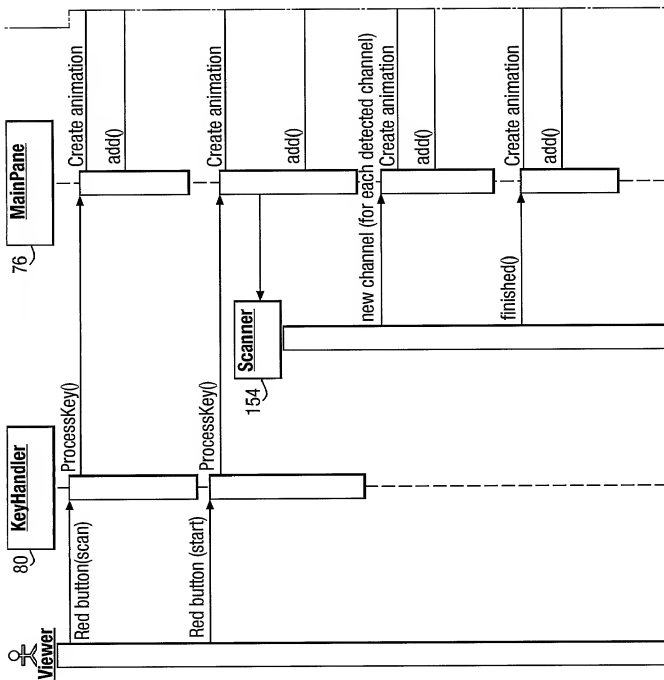 Viewer
80
KeyHandler
76
MainPane
Red button(scan)
ProcessKey()
Create animation
add()
Red button (start)
ProcessKey()
Create animation
add()
154
Scanner
new channel (for each detected channel)
Create animation
add()
finished()
Create animation
add()